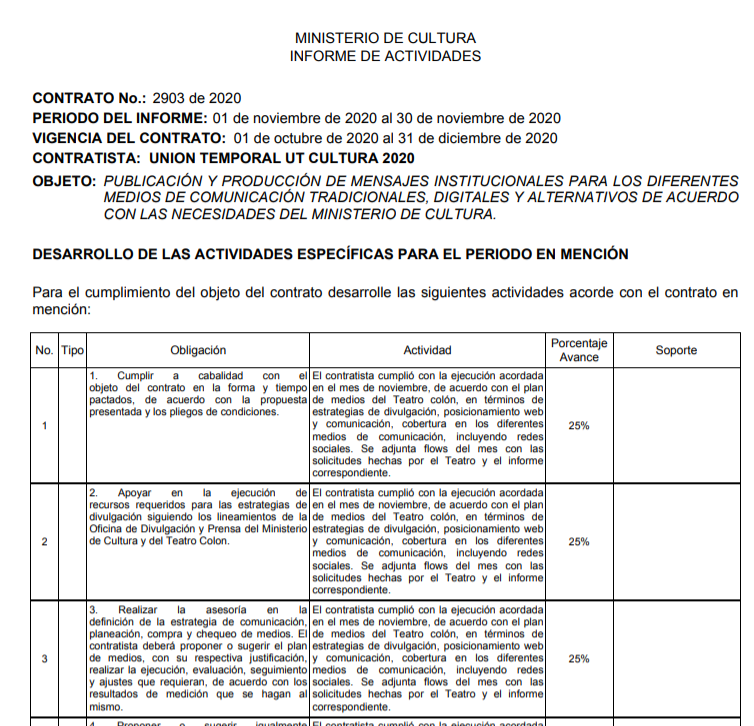 MINISTERIO DE CULTURA
INFORME DE ACTIVIDADES
CONTRATO No.: 2903 de 2020
PERIODO DEL INFORME: 01 de noviembre de 2020 al 30 de noviembre de 2020
VIGENCIA DEL CONTRATO: 01 de octubre de 2020 al 31 de diciembre de 2020
CONTRATISTA: UNION TEMPORAL UT CULTURA 2020
OBJETO: PUBLICACIÓN Y PRODUCCIÓN DE MENSAJES INSTITUCIONALES PARA LOS DIFERENTES
MEDIOS DE COMUNICACIÓN TRADICIONALES, DIGITALES Y ALTERNATIVOS DE ACUERDO
CON LAS NECESIDADES DEL MINISTERIO DE CULTURA.
DESARROLLO DE LAS ACTIVIDADES ESPECÍFICAS PARA EL PERIODO EN MENCIÓN
Para el cumplimiento del objeto del contrato desarrolle las siguientes actividades acorde con el contrato en
mención:
No. Tipo Obligación Actividad Porcentaje Avance Soporte
1
1. Cumplir a cabalidad con el
objeto del contrato en la forma y tiempo
pactados, de acuerdo con la propuesta
presentada y los pliegos de condiciones.
El contratista cumplió con la ejecución acordada
en el mes de noviembre, de acuerdo con el plan
de medios del Teatro colón, en términos de
estrategias de divulgación, posicionamiento web
y comunicación, cobertura en los diferentes
medios de comunicación, incluyendo redes
sociales. Se adjunta flows del mes con las
solicitudes hechas por el Teatro y el informe
correspondiente.
25%
2
2. Apoyar en la ejecución de
recursos requeridos para las estrategias de
divulgación siguiendo los lineamientos de la
Oficina de Divulgación y Prensa del Ministerio
de Cultura y del Teatro Colon.
El contratista cumplió con la ejecución acordada
en el mes de noviembre, de acuerdo con el plan
de medios del Teatro colón, en términos de
estrategias de divulgación, posicionamiento web
y comunicación, cobertura en los diferentes
medios de comunicación, incluyendo redes
sociales. Se adjunta flows del mes con las
solicitudes hechas por el Teatro y el informe
correspondiente.
25%
3
3. Realizar la asesoría en la
definición de la estrategia de comunicación,
planeación, compra y chequeo de medios. El
contratista deberá proponer o sugerir el plan
de medios, con su respectiva justificación,
realizar la ejecución, evaluación, seguimiento
y ajustes que requieran, de acuerdo con los
resultados de medición que se hagan al
mismo.
El contratista cumplió con la ejecución acordada
en el mes de noviembre, de acuerdo con el plan
de medios del Teatro colón, en términos de
estrategias de divulgación, posicionamiento web
y comunicación, cobertura en los diferentes
medios de comunicación, incluyendo redes
sociales. Se adjunta flows del mes con las
solicitudes hechas por el Teatro y el informe
correspondiente.
25%
4. Proponer o sugerir igualmente
El contratista cumplió con la ejecución acordada